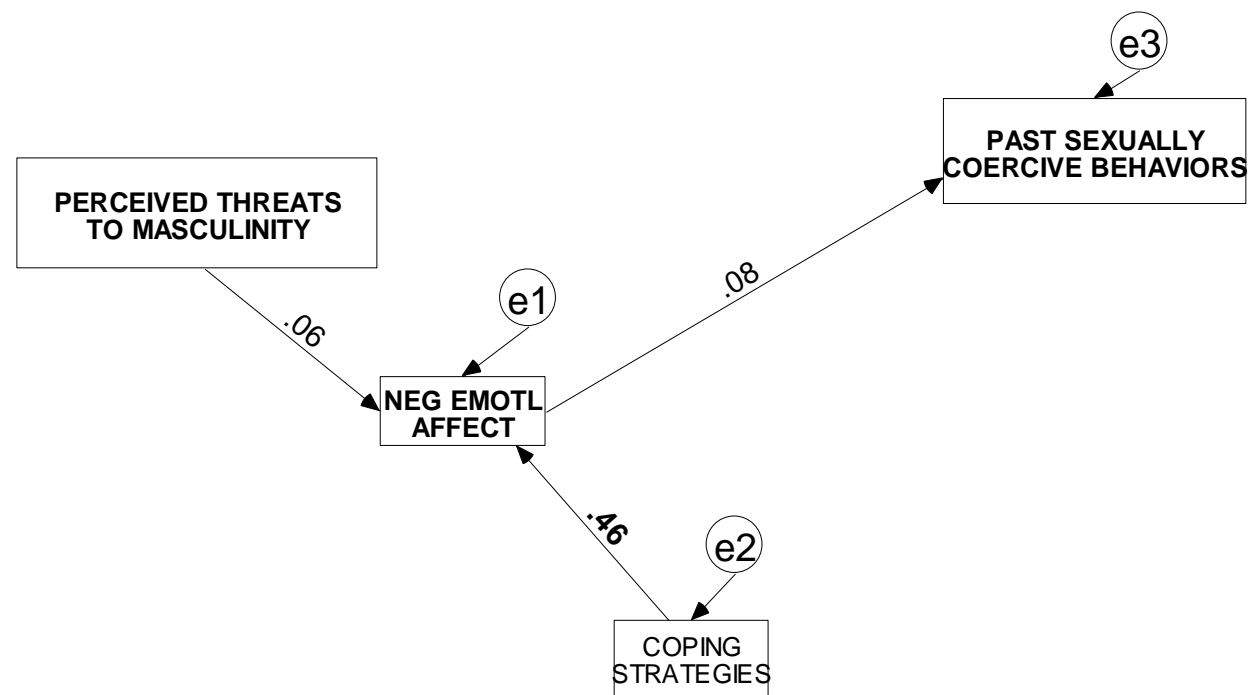 e3
PAST SEXUALLY
COERCIVE BEHAVIORS
PERCEIVED THREATS
TO MASCULINITY
.08
e1
.06
NEG EMOTL
AFFECT
.46
e2
COPING
STRATEGIES